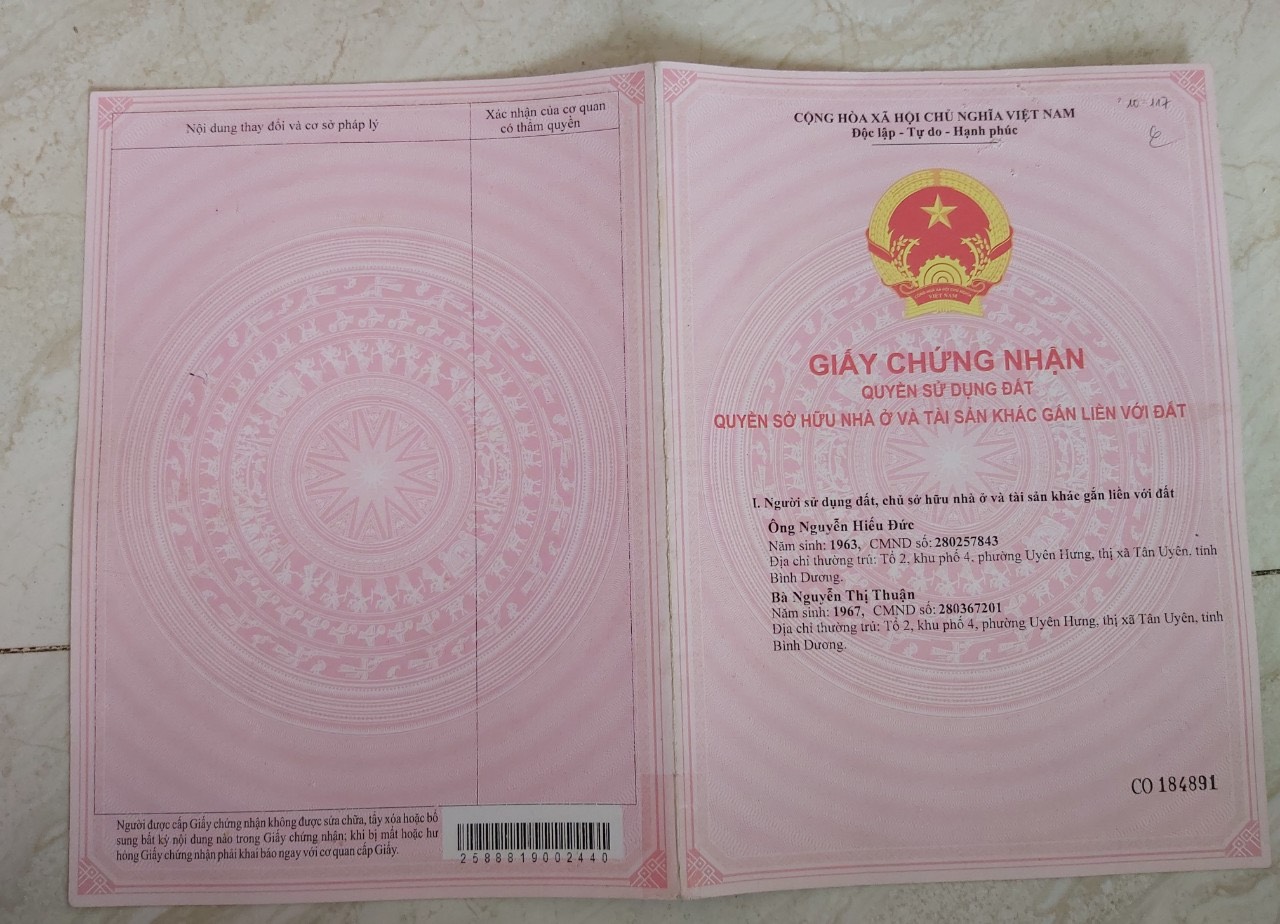 Nội dung thay đổi và cơ sở pháp lý
Xác nhận của cơ quan
có thẩm quyền
Người được cấp Giấy chứng nhận không được sửa chữa, tẩy xóa hoặc bổ
sung bất kỳ nội dung nào trong Giấy chứng nhận; khi bị mất hoặc hư
hỏng Giấy chứng nhận phải khai báo ngay với cơ quan cấp Giấy.
2588819002440
10-117
CỘNG HÒA XÃ HỘI CHỦ NGHĨA VIỆT NAM
Độc lập - Tự do - Hạnh phúc
VIỆT NAM
GIẤY CHỨNG NHẬN
QUYỀN SỬ DỤNG ĐẤT
QUYỀN SỞ HỮU NHÀ Ở VÀ TÀI SẢN KHÁC GẮN LIỀN VỚI ĐẤT
I. Người sử dụng đất, chủ sở hữu nhà ở và tài sản khác gắn liền với đất
Ông Nguyễn Hiếu Đức
Năm sinh: 1963, CMND số: 280257843
Địa chỉ thường trú: Tổ 2, khu phố 4, phường Uyên Hưng, thị xã Tân Uyên, tỉnh
Bình Dương.
Bà Nguyễn Thị Thuận
Năm sinh: 1967, CMND số: 280367201
Địa chỉ thường trú: Tổ 2, khu phố 4, phường Uyên Hưng, thị xã Tân Uyên, tỉnh
Bình Dương.
CO 184891